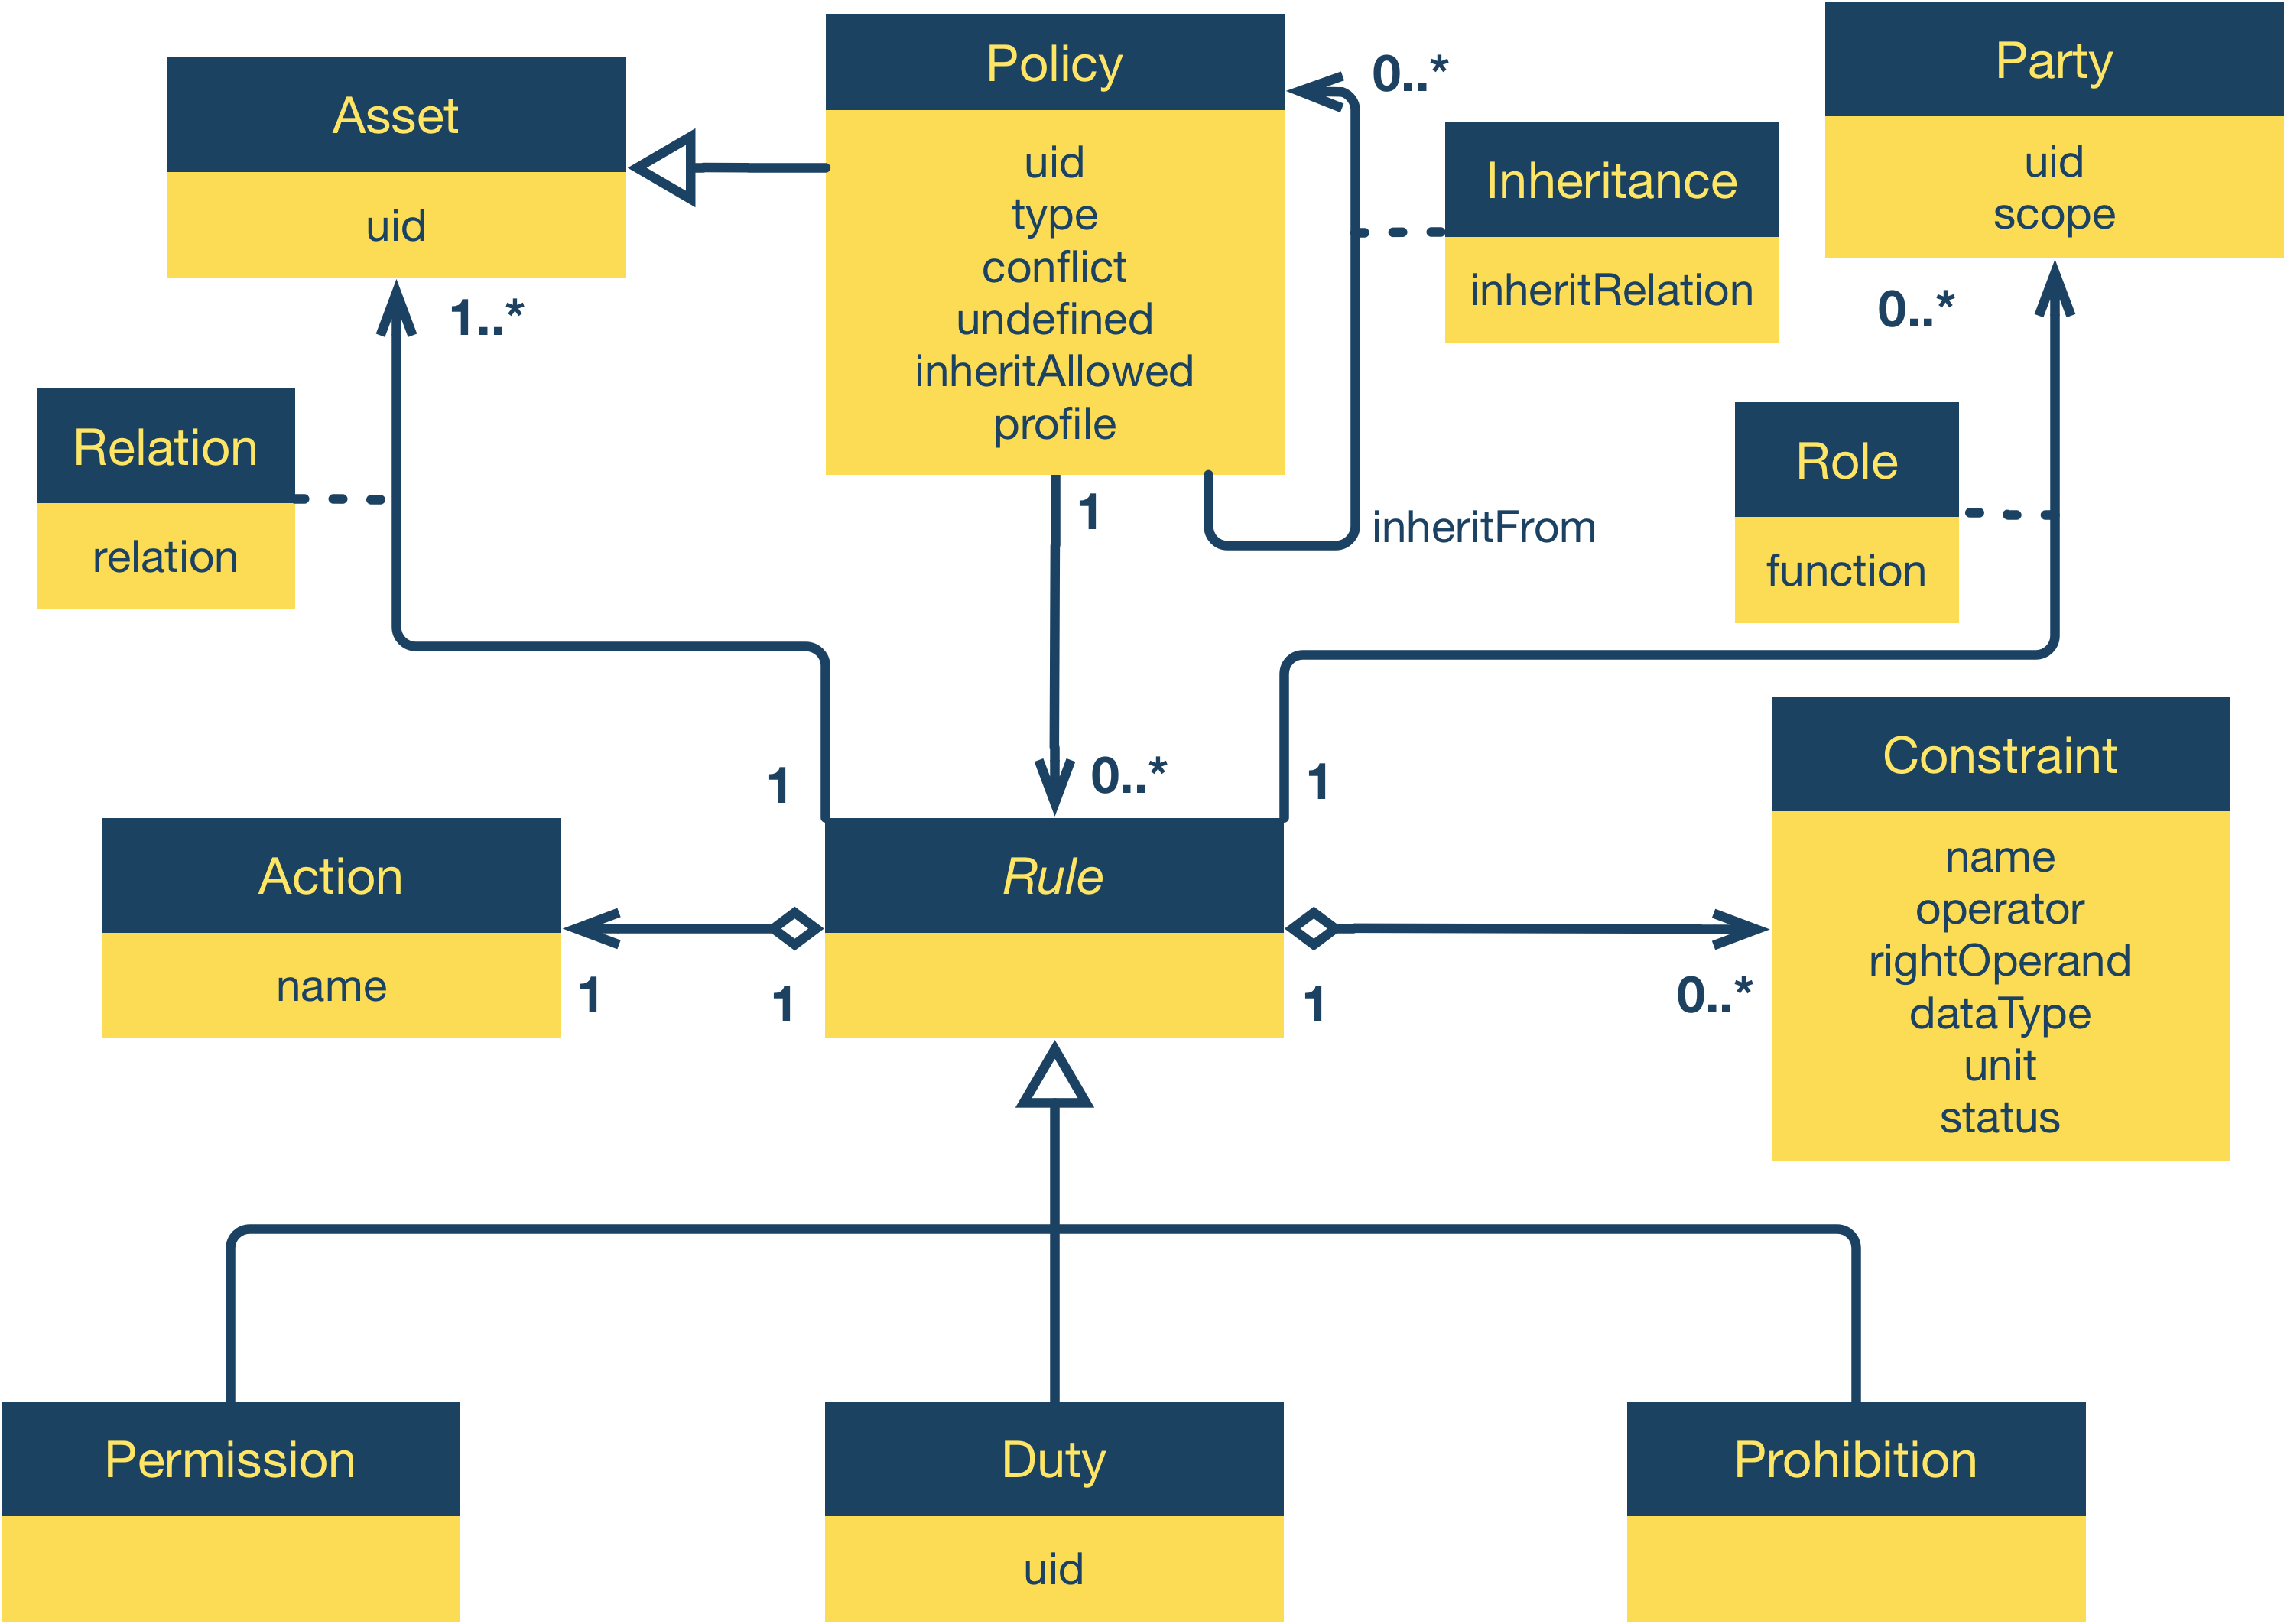 Asset
uid
Policy
uid
type
conflict
undefined
inheritAllowed
profile
0..*
Inheritance
inheritRelation
Party
uid
scope
1..*
0..*
Relation
relation
1
inheritFrom
Role
function
1
0..*
1
Action
name
1
1
Rule
1
0..*
Constraint
name
operator
rightOperand
dataType
unit
status
Permission
Duty
uid
Prohibition